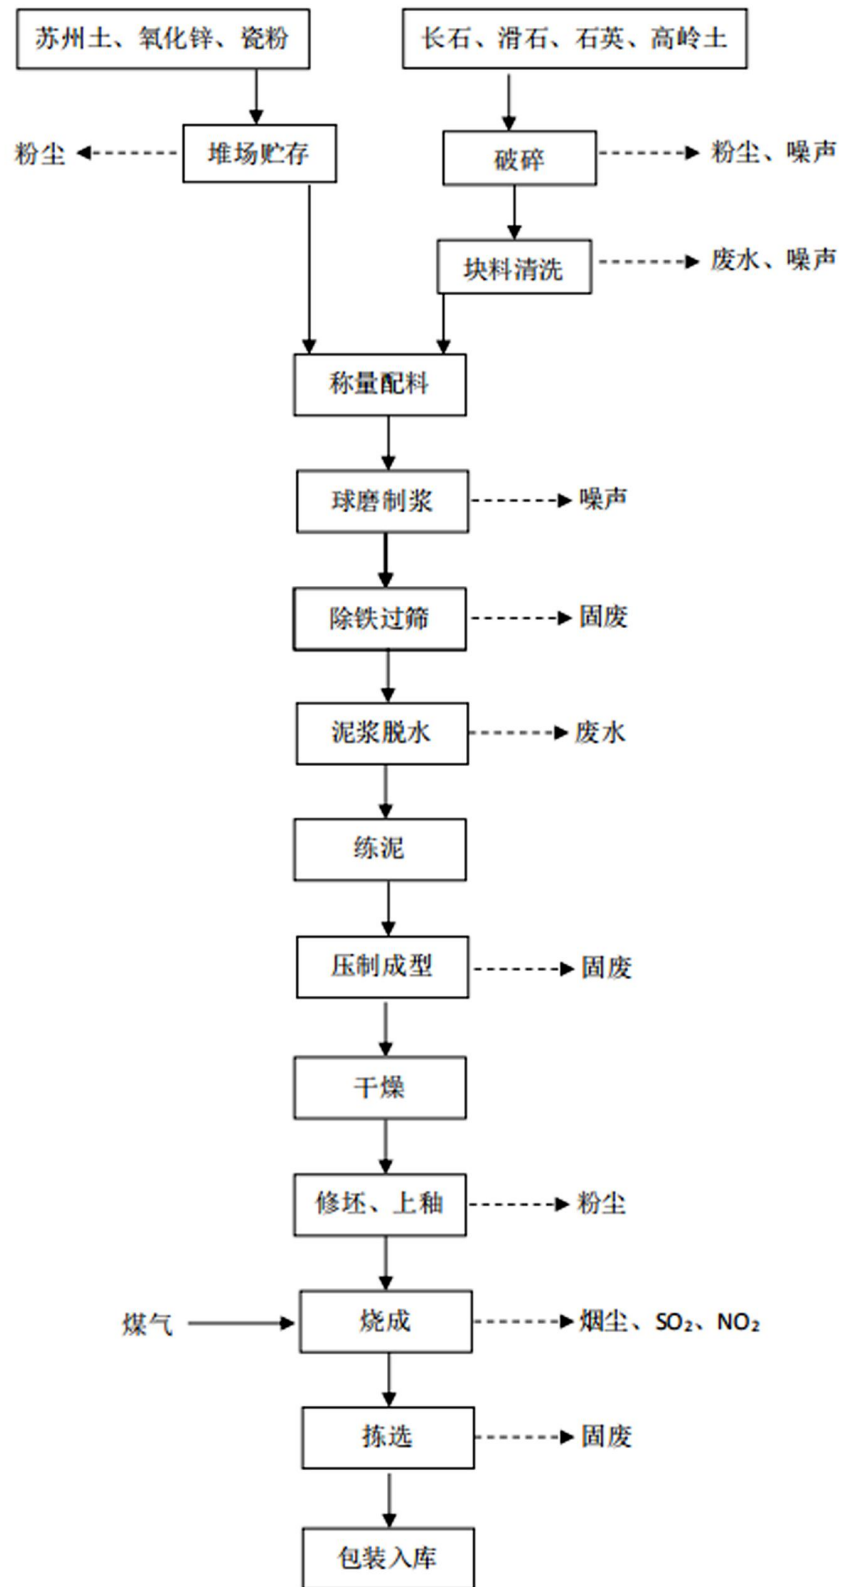 苏州土、氧化锌、瓷粉
长石、滑石、石英、高岭土
粉尘
堆场贮存
破碎
粉尘、噪声
块料清洗
废水、噪声
称量配料
球磨制浆
噪声
除铁过筛
固废
泥浆脱水
废水
练泥
压制成型
固废
干燥
修坯、上釉
粉尘
煤气
烧成
烟尘、SO₂、NO₂
拣选
固废
包装入库